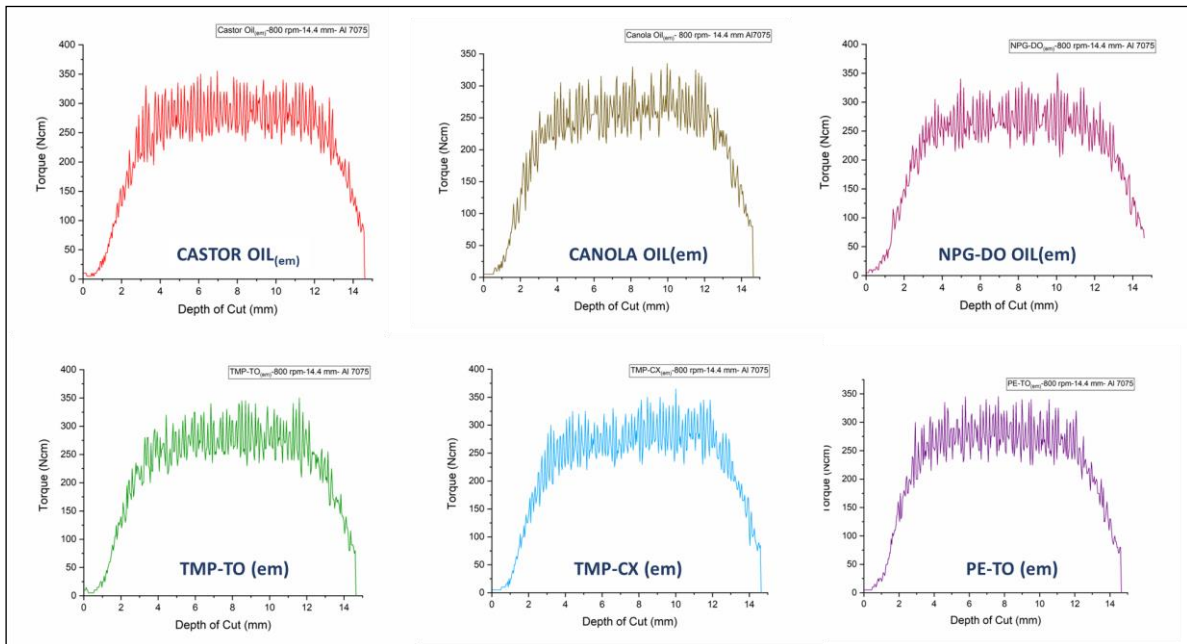 Castor Oil(em)-800 rpm-14.4 mm- Al 7075
400
350
300
250
200
150
100
50
0
Torque (Ncm)
CASTOR OIL(em)
0 2 4 6 8 10 12 14
Depth of Cut (mm)
Canola Oil(em)- 800 rpm- 14.4 mm Al7075
350
300
250
200
150
100
50
0
Torque (Ncm)
CANOLA OIL(em)
0 2 4 6 8 10 12 14
Depth of Cut (mm)
NPG-DO(em)-800 rpm-14.4 mm- Al 7075
400
350
300
250
200
150
100
50
0
Torque (Ncm)
NPG-DO OIL(em)
0 2 4 6 8 10 12 14
Depth of Cut (mm)
TMP-TO(em)-800 rpm-14.4 mm- Al 7075
400
350
300
250
200
150
100
50
0
Torque (Ncm)
TMP-TO (em)
0 2 4 6 8 10 12 14
Depth of Cut (mm)
TMP-CX(em)-800 rpm-14.4 mm- Al 7075
400
350
300
250
200
150
100
50
0
Torque (Ncm)
TMP-CX (em)
0 2 4 6 8 10 12 14
Depth of Cut (mm)
PE-TO(em)-800 rpm-14.4 mm- Al 7075
350
300
250
200
150
100
50
0
Torque (Ncm)
PE-TO (em)
0 2 4 6 8 10 12 14
Depth of Cut (mm)